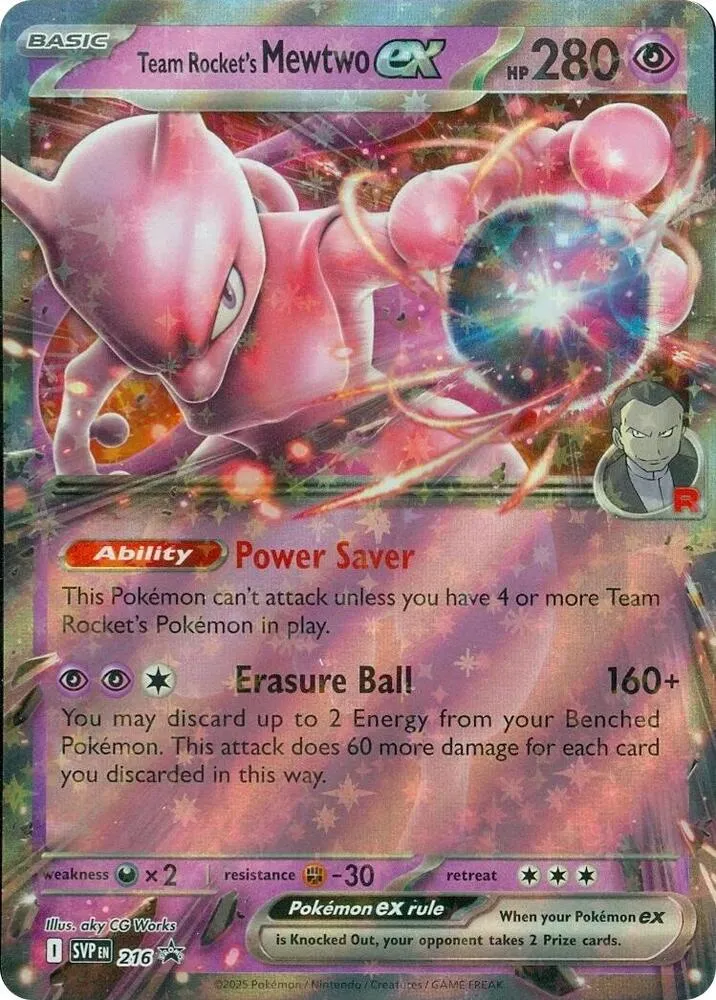 BASIC
Team Rocket's Mewtwo ex HP 280
R
Ability Power Saver
This Pokémon can't attack unless you have 4 or more Team
Rocket's Pokémon in play.
Erasure Ball 160+
You may discard up to 2 Energy from your Benched
Pokémon. This attack does 60 more damage for each card
you discarded in this way.
weakness ×2 resistance -30 retreat
Illus. aky CG Works
Pokémon ex rule When your Pokémon ex
is Knocked Out, your opponent takes 2 Prize cards.
I SVP EN 216
©2025 Pokémon / Nintendo / Creatures / GAME FREAK